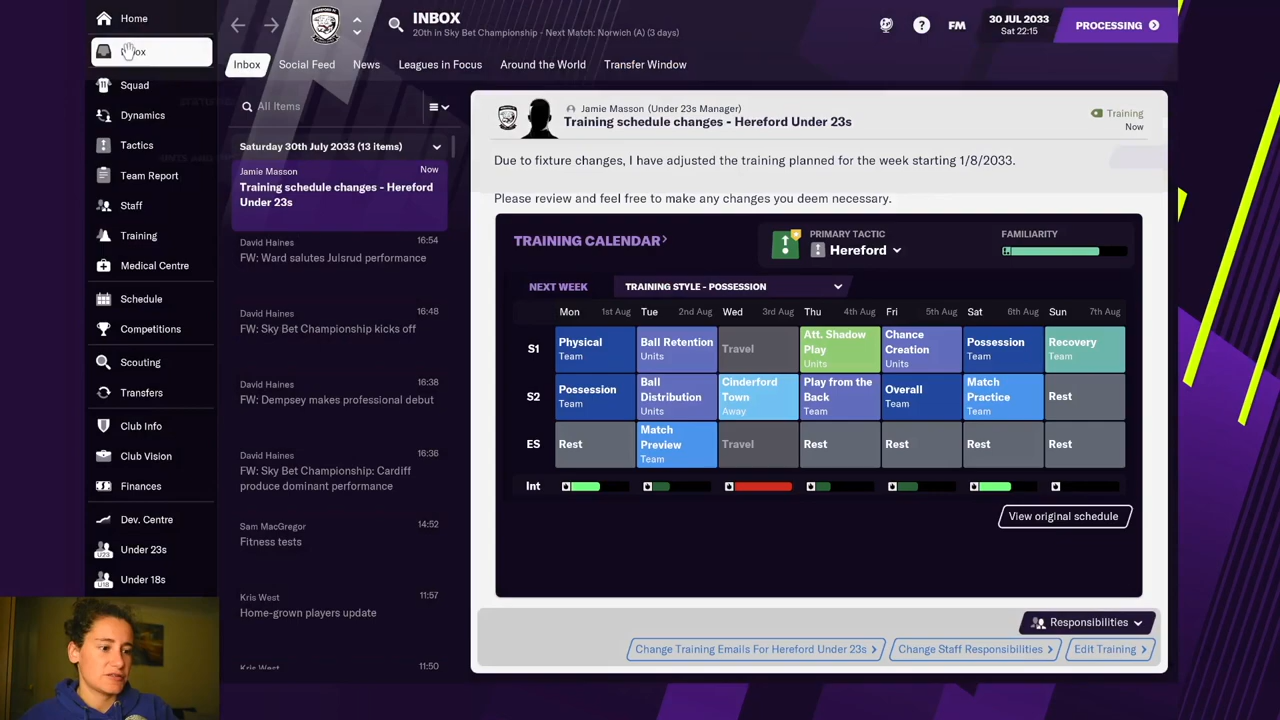 Home
Inbox
Squad
Dynamics
Tactics
Team Report
Staff
Training
Medical Centre
Schedule
Competitions
Scouting
Transfers
Club Info
Club Vision
Finances
Dev. Centre
U23
Under 23s
U18
Under 18s
INBOX
20th in Sky Bet Championship - Next Match: Norwich (A) (3 days)
?
FM
30 JUL 2033
Sat 22:15
PROCESSING
Inbox
Social Feed
News
Leagues in Focus
Around the World
Transfer Window
All Items
Saturday 30th July 2033 (13 items)
Jamie Masson
Now
Training schedule changes - Hereford
Under 23s
David Haines
16:54
FW: Ward salutes Julsrud performance
David Haines
16:48
FW: Sky Bet Championship kicks off
David Haines
16:38
FW: Dempsey makes professional debut
David Haines
16:36
FW: Sky Bet Championship: Cardiff
produce dominant performance
Sam MacGregor
14:52
Fitness tests
Kris West
11:57
Home-grown players update
Kris West
11:50
Jamie Masson (Under 23s Manager)
Training schedule changes - Hereford Under 23s
Training
Now
Due to fixture changes, I have adjusted the training planned for the week starting 1/8/2033.
Please review and feel free to make any changes you deem necessary.
TRAINING CALENDAR
PRIMARY TACTIC
Hereford
FAMILIARITY
NEXT WEEK
TRAINING STYLE - POSSESSION
Mon 1st Aug Tue 2nd Aug Wed 3rd Aug Thu 4th Aug Fri 5th Aug Sat 6th Aug Sun 7th Aug
S1
Physical
Team
Ball Retention
Units
Travel
Att. Shadow
Play
Units
Chance
Creation
Units
Possession
Team
Recovery
Team
S2
Possession
Team
Ball
Distribution
Units
Cinderford
Town
Away
Play from the
Back
Team
Overall
Team
Match
Practice
Team
Rest
ES
Rest
Match
Preview
Team
Travel
Rest
Rest
Rest
Rest
Int
View original schedule
Responsibilities
Change Training Emails For Hereford Under 23s
Change Staff Responsibilities
Edit Training